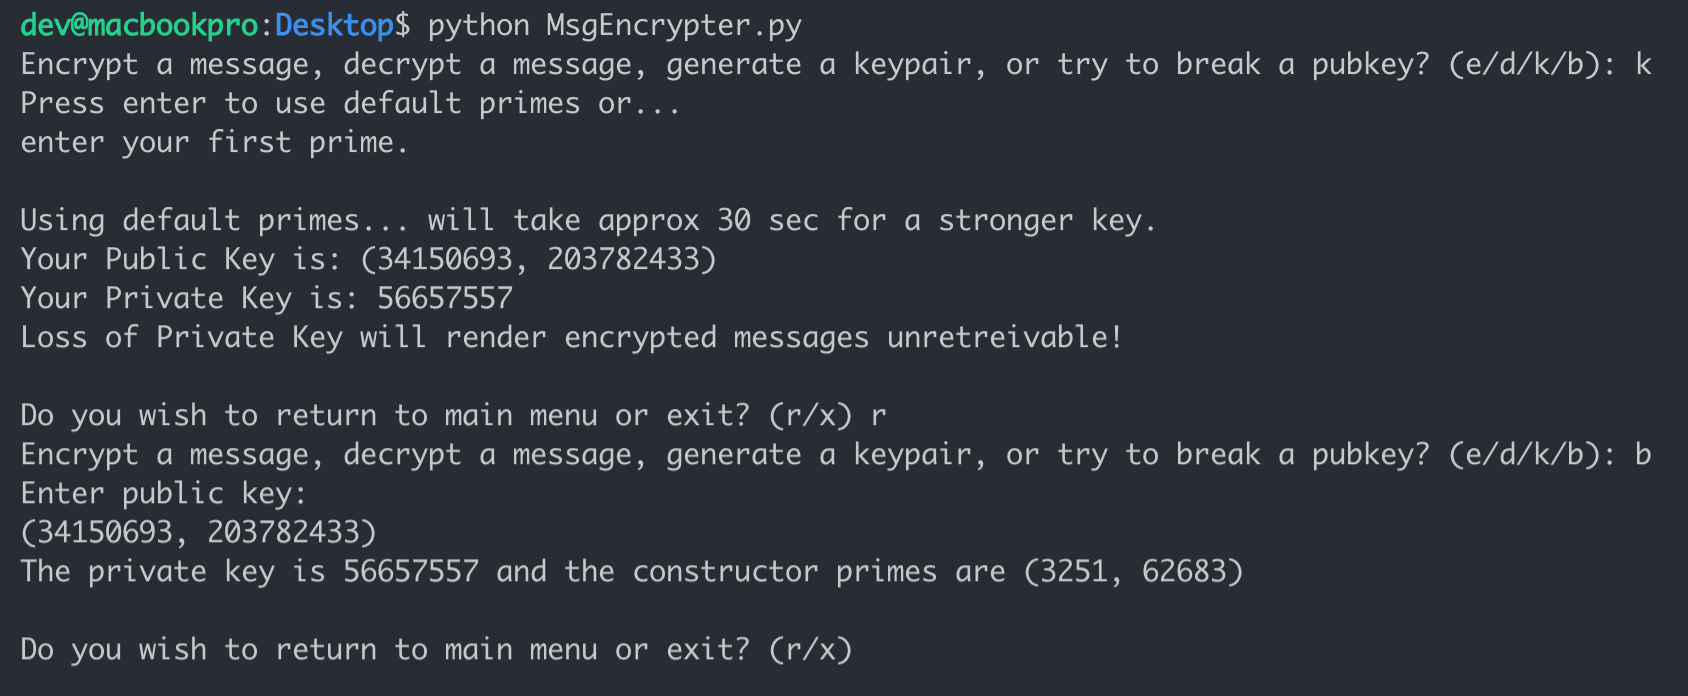 dev@macbookpro:Desktop$ python MsgEncrypter.py
Encrypt a message, decrypt a message, generate a keypair, or try to break a pubkey? (e/d/k/b): k
Press enter to use default primes or...
enter your first prime.
Using default primes... will take approx 30 sec for a stronger key.
Your Public Key is: (34150693, 203782433)
Your Private Key is: 56657557
Loss of Private Key will render encrypted messages unretreivable!
Do you wish to return to main menu or exit? (r/x) r
Encrypt a message, decrypt a message, generate a keypair, or try to break a pubkey? (e/d/k/b): b
Enter public key:
(34150693, 203782433)
The private key is 56657557 and the constructor primes are (3251, 62683)
Do you wish to return to main menu or exit? (r/x)